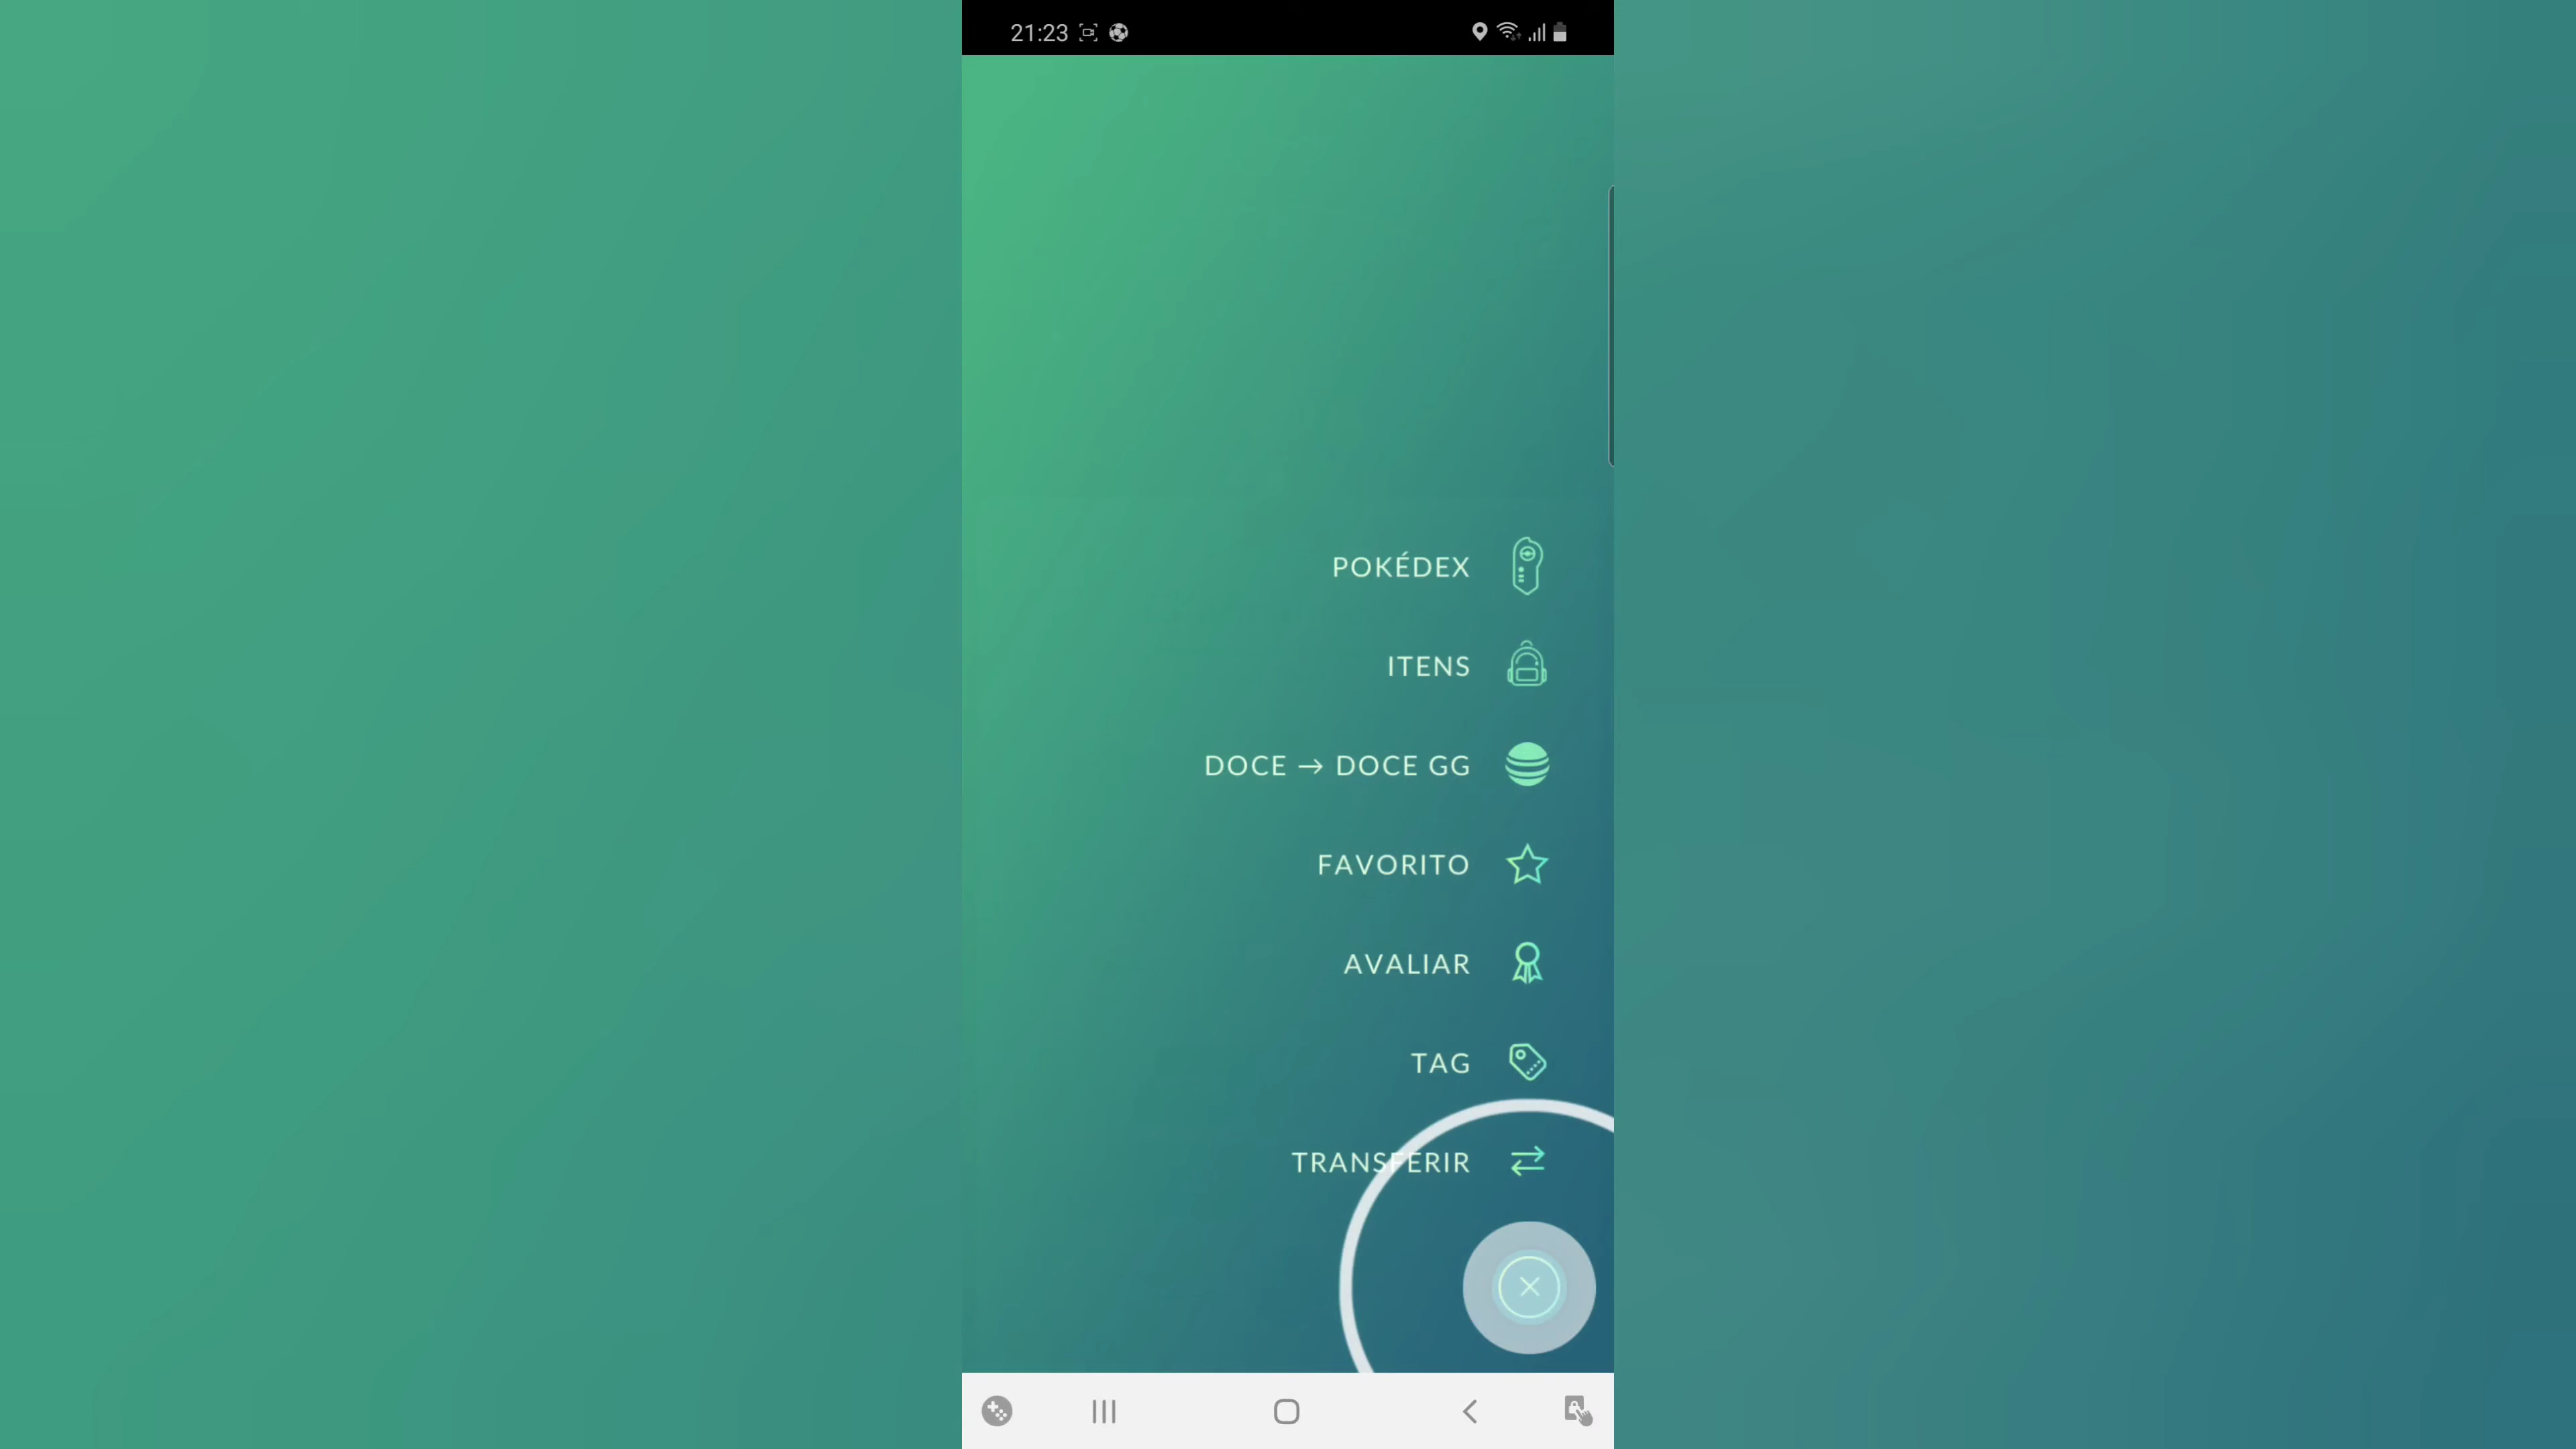 21:23
POKÉDEX
ITENS
DOCE → DOCE GG
FAVORITO
AVALIAR
TAG
TRANSFERIR